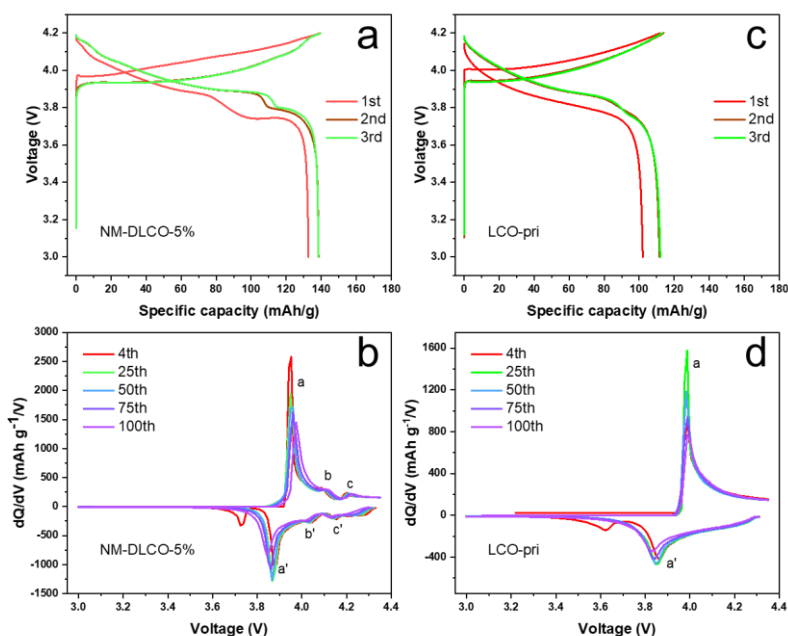 a
4.2
4.0
3.8
3.6
3.4
3.2
3.0
Voltage (V)
1st
2nd
3rd
NM-DLCO-5%
0 20 40 60 80 100 120 140 160 180
Specific capacity (mAh/g)
c
4.2
4.0
3.8
3.6
3.4
3.2
3.0
Volatge (V)
1st
2nd
3rd
LCO-pri
0 20 40 60 80 100 120 140 160 180
Specific capacity (mAh/g)
b
3000
2500
2000
1500
1000
500
0
-500
-1000
-1500
dQ/dV (mAh g⁻¹/V)
4th
25th
50th
75th
100th
a
b
c
b'
c'
a'
NM-DLCO-5%
3.0 3.2 3.4 3.6 3.8 4.0 4.2 4.4
Voltage (V)
d
1600
1200
800
400
0
-400
dQ/dV (mAh g⁻¹/V)
4th
25th
50th
75th
100th
a
a'
LCO-pri
3.0 3.2 3.4 3.6 3.8 4.0 4.2 4.4
Voltage (V)